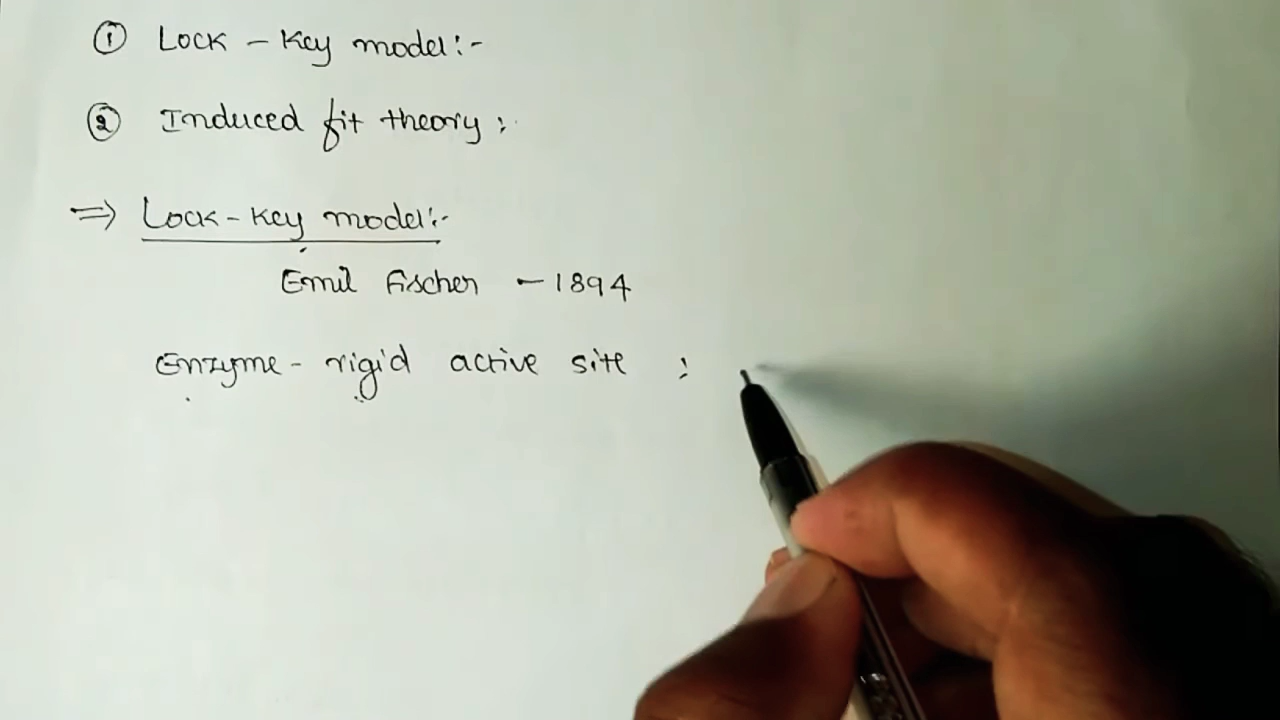 ① Lock - Key model:-
② Induced fit theory:
⇒ Lock - Key model:-
Emil Fischer - 1894
Enzyme - rigid active site :